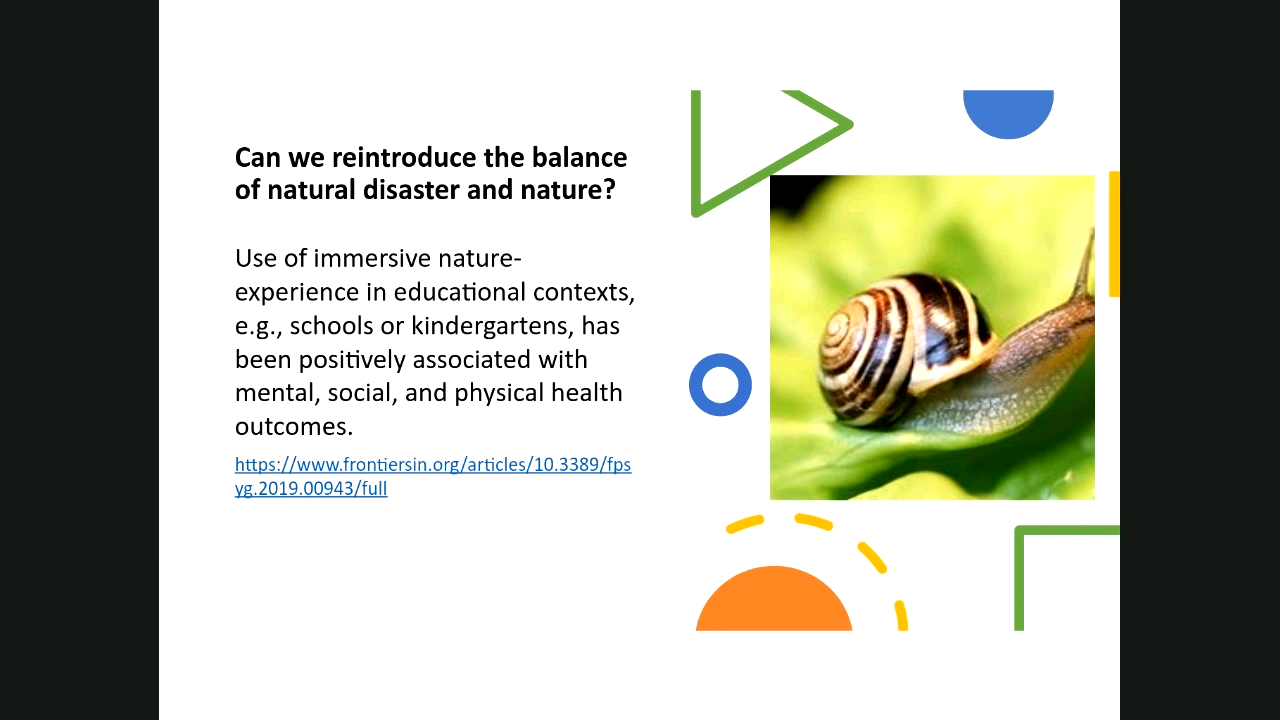 Can we reintroduce the balance
of natural disaster and nature?
Use of immersive nature-
experience in educational contexts,
e.g., schools or kindergartens, has
been positively associated with
mental, social, and physical health
outcomes.
https://www.frontiersin.org/articles/10.3389/fps
yg.2019.00943/full